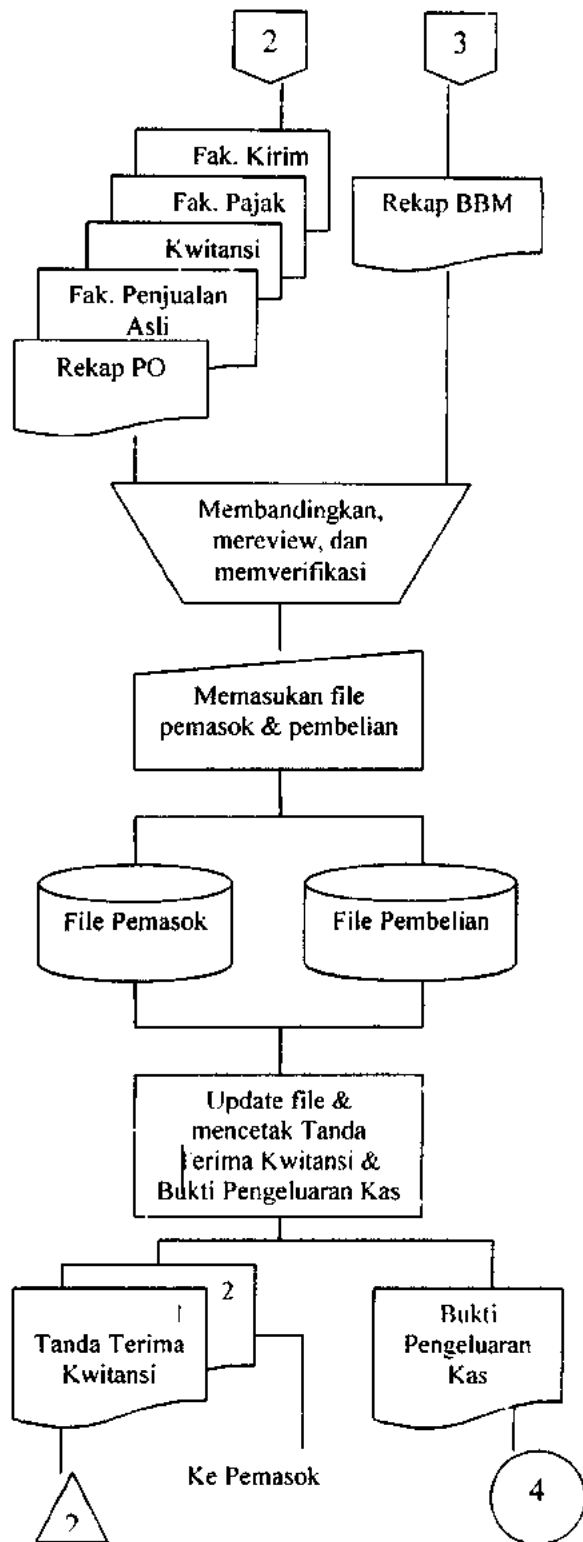 2
3
Fak. Kirim
Fak. Pajak
Kwitansi
Fak. Penjualan
Asli
Rekap PO
Rekap BBM
Membandingkan,
mereview, dan
memverifikasi
Memasukan file
pemasok & pembelian
File Pemasok
File Pembelian
Update file &
mencetak Tanda
Terima Kwitansi &
Bukti Pengeluaran Kas
2
1
Tanda Terima
Kwitansi
Bukti
Pengeluaran
Kas
Ke Pemasok
2
4